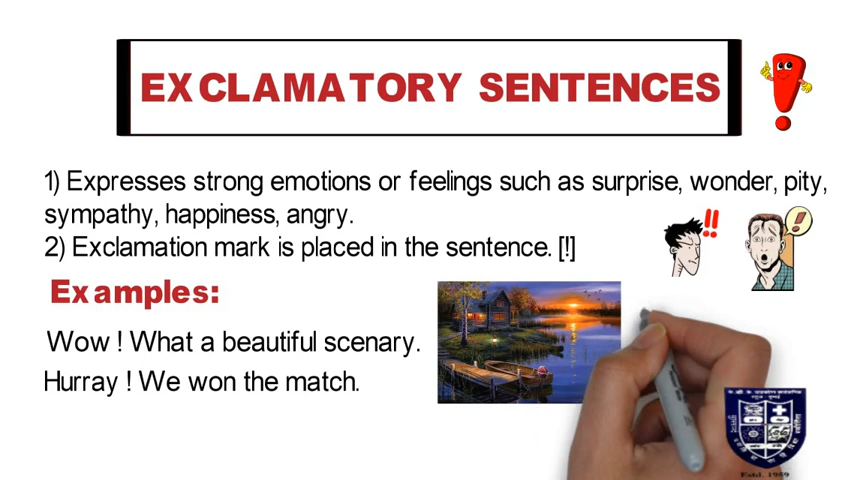 EXCLAMATORY SENTENCES
1) Expresses strong emotions or feelings such as surprise, wonder, pity,
sympathy, happiness, angry.
2) Exclamation mark is placed in the sentence. [!]
Examples:
Wow ! What a beautiful scenary.
Hurray ! We won the match.
Estd. 1969